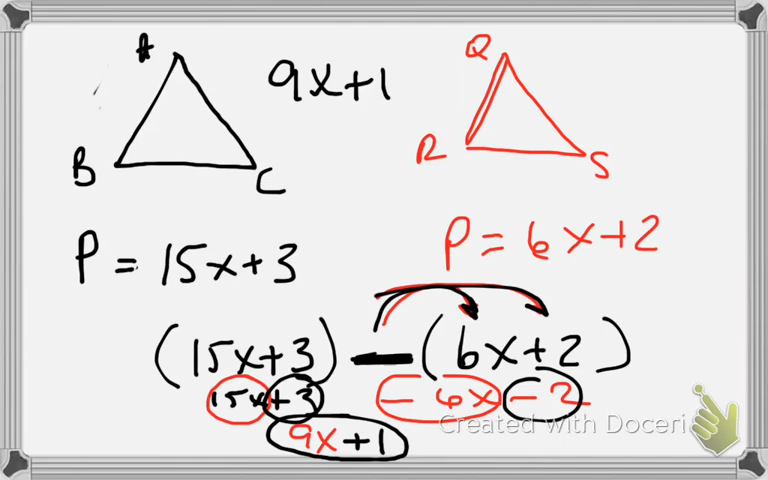 A
9x+1
Q
B
C
R
S
P = 15x+3
P = 6x+2
(15x+3) - (6x+2)
15x+3 - 6x - 2
9x+1
Created with Doceri